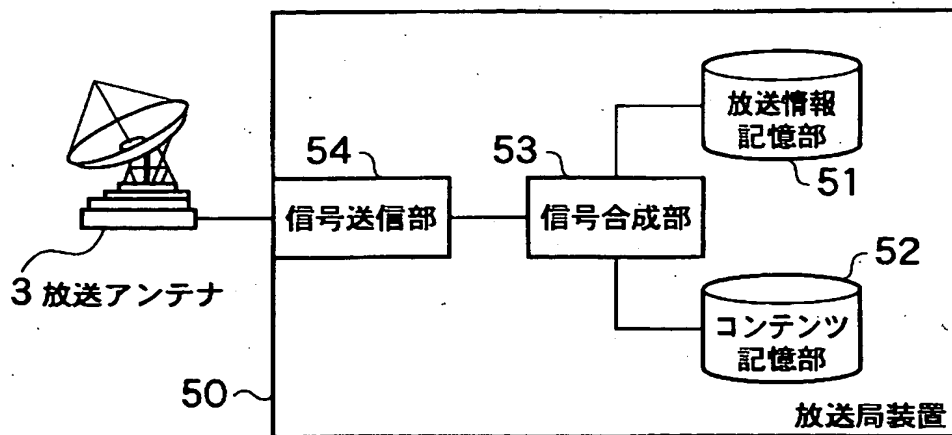 放送情報
記憶部
51
54
53
信号送信部
信号合成部
52
3 放送アンテナ
コンテンツ
記憶部
50
放送局装置